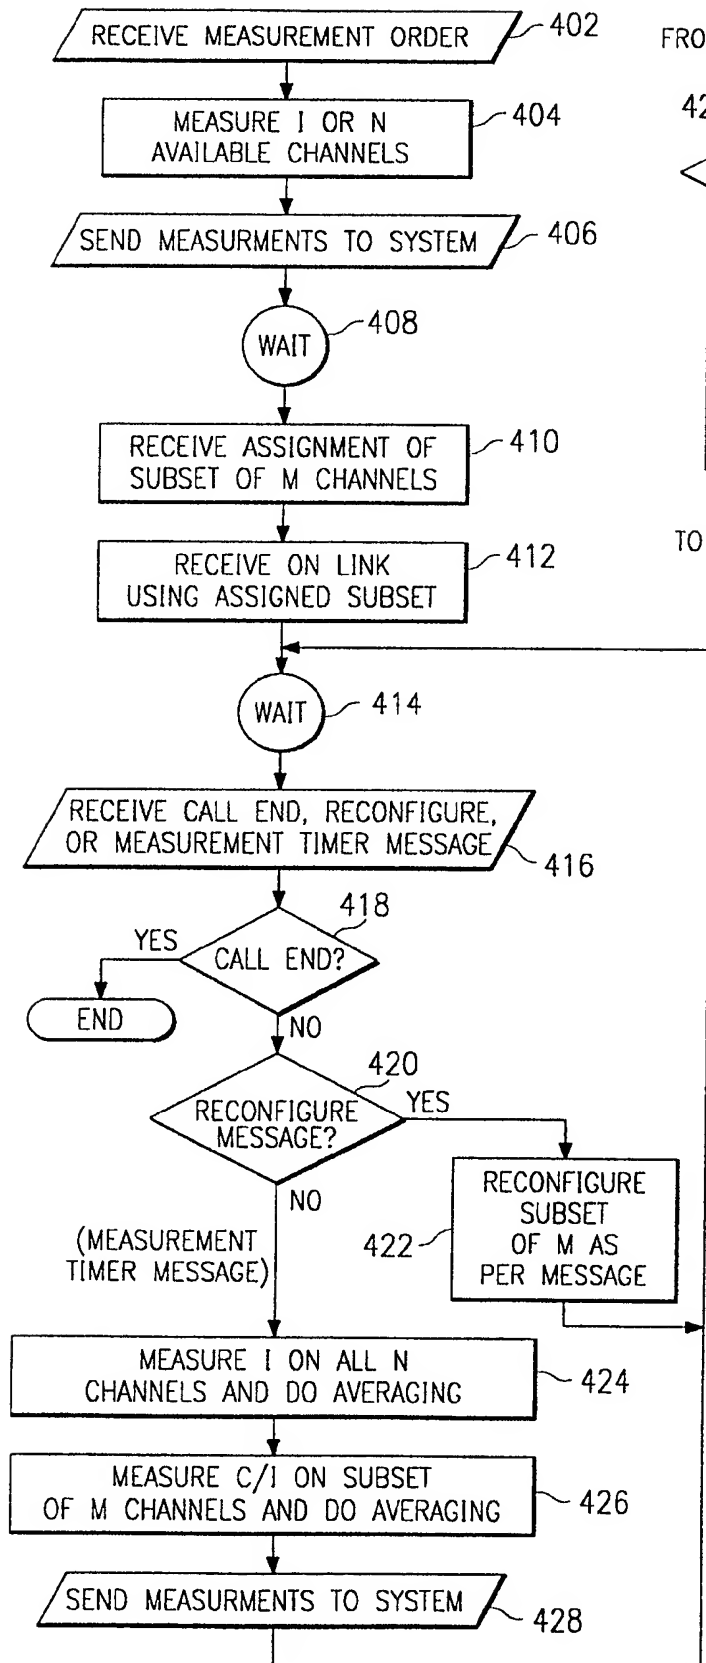 RECEIVE MEASUREMENT ORDER
402
FRO
MEASURE I OR N
AVAILABLE CHANNELS
404
42
SEND MEASURMENTS TO SYSTEM
406
WAIT
408
RECEIVE ASSIGNMENT OF
SUBSET OF M CHANNELS
410
RECEIVE ON LINK
USING ASSIGNED SUBSET
412
TO
WAIT
414
RECEIVE CALL END, RECONFIGURE,
OR MEASUREMENT TIMER MESSAGE
416
CALL END?
418
YES
END
NO
RECONFIGURE
MESSAGE?
420
YES
NO
RECONFIGURE
SUBSET
OF M AS
PER MESSAGE
422
(MEASUREMENT
TIMER MESSAGE)
MEASURE I ON ALL N
CHANNELS AND DO AVERAGING
424
MEASURE C/I ON SUBSET
OF M CHANNELS AND DO AVERAGING
426
SEND MEASURMENTS TO SYSTEM
428